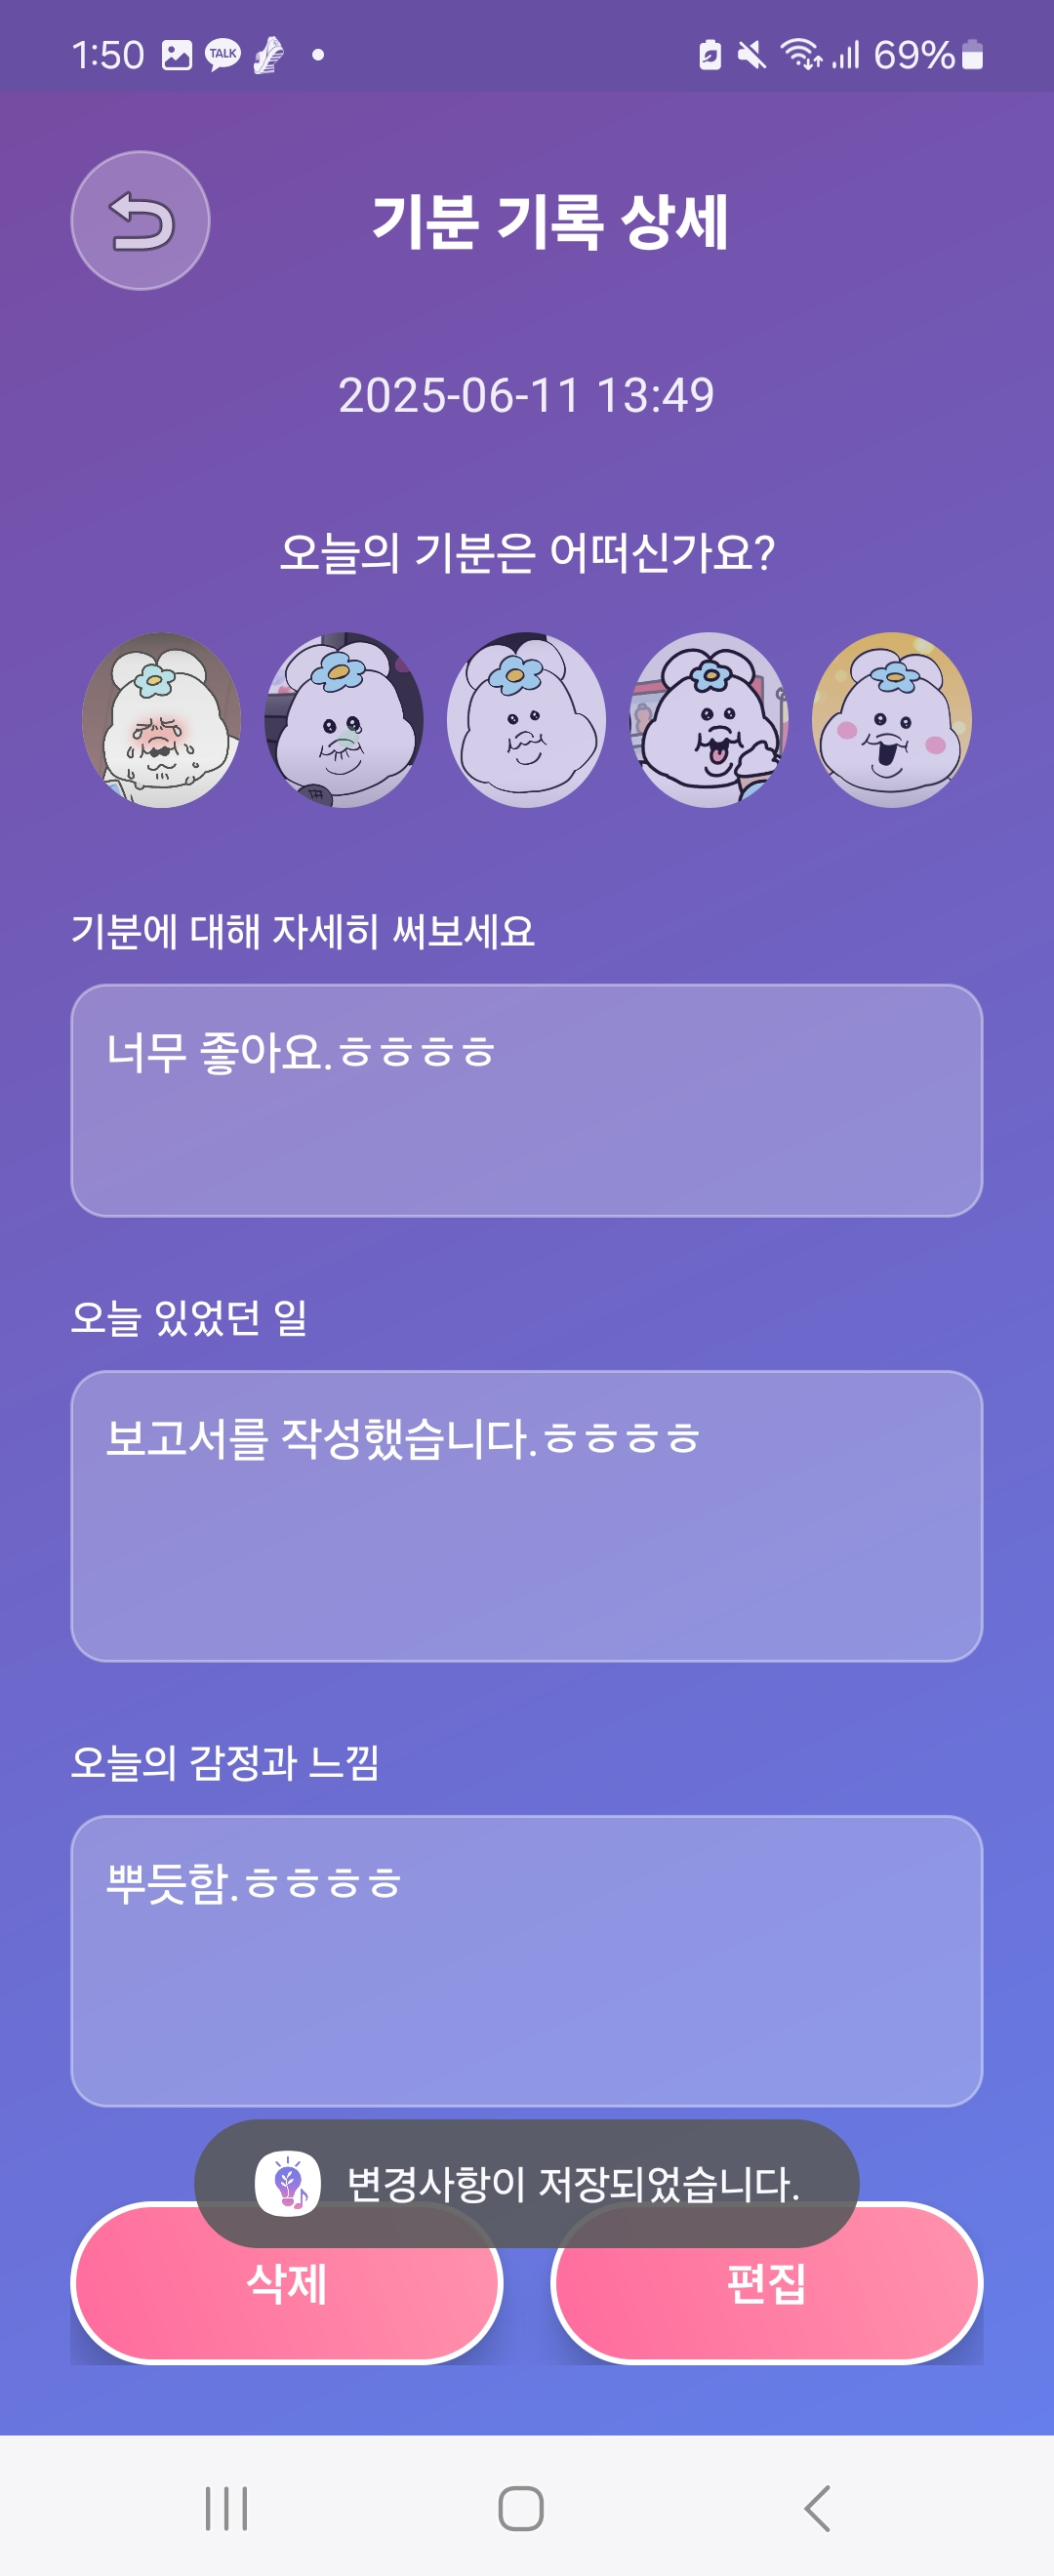 1:50 TALK 69%
기분 기록 상세
2025-06-11 13:49
오늘의 기분은 어떠신가요?
기분에 대해 자세히 써보세요
너무 좋아요.ㅎㅎㅎㅎ
오늘 있었던 일
보고서를 작성했습니다.ㅎㅎㅎㅎ
오늘의 감정과 느낌
뿌듯함.ㅎㅎㅎㅎ
변경사항이 저장되었습니다.
삭제 편집